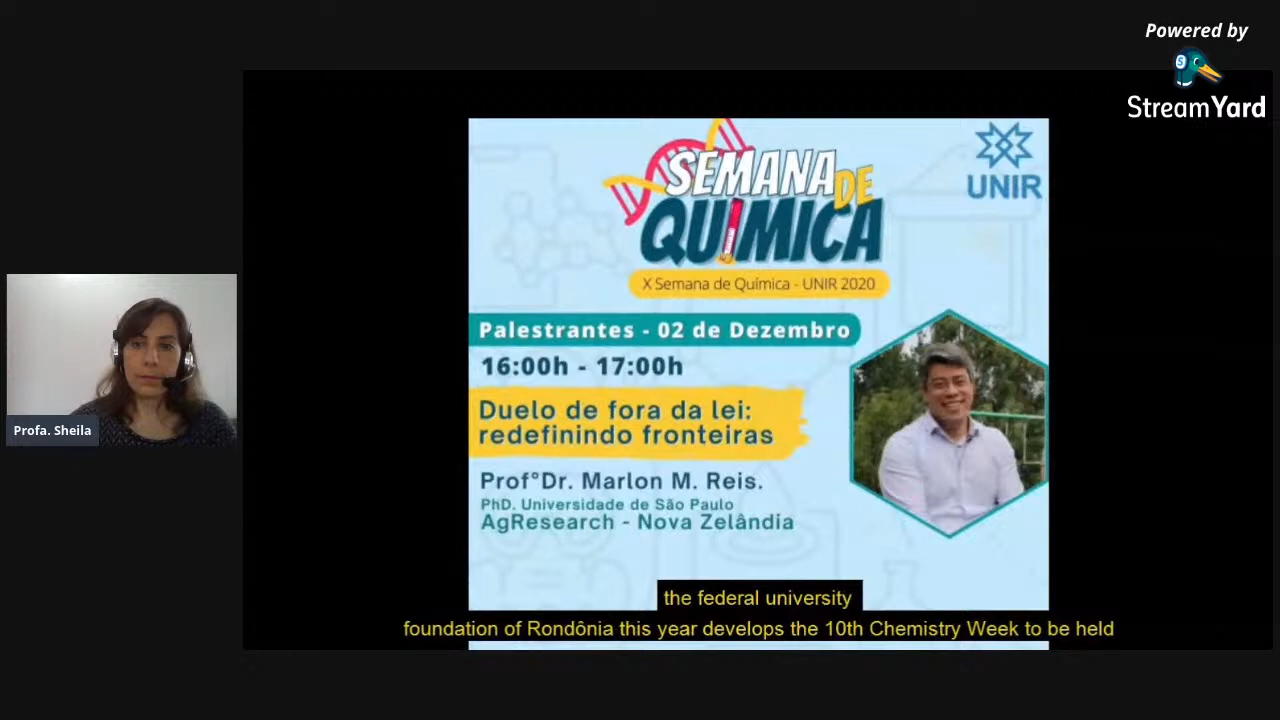 Powered by
StreamYard
SEMANA DE
QUÍMICA
UNIR
X Semana de Química - UNIR 2020
Palestrantes - 02 de Dezembro
16:00h - 17:00h
Duelo de fora da lei:
redefinindo fronteiras
Prof°Dr. Marlon M. Reis.
PhD. Universidade de São Paulo
AgResearch - Nova Zelândia
Profa. Sheila
the federal university
foundation of Rondônia this year develops the 10th Chemistry Week to be held